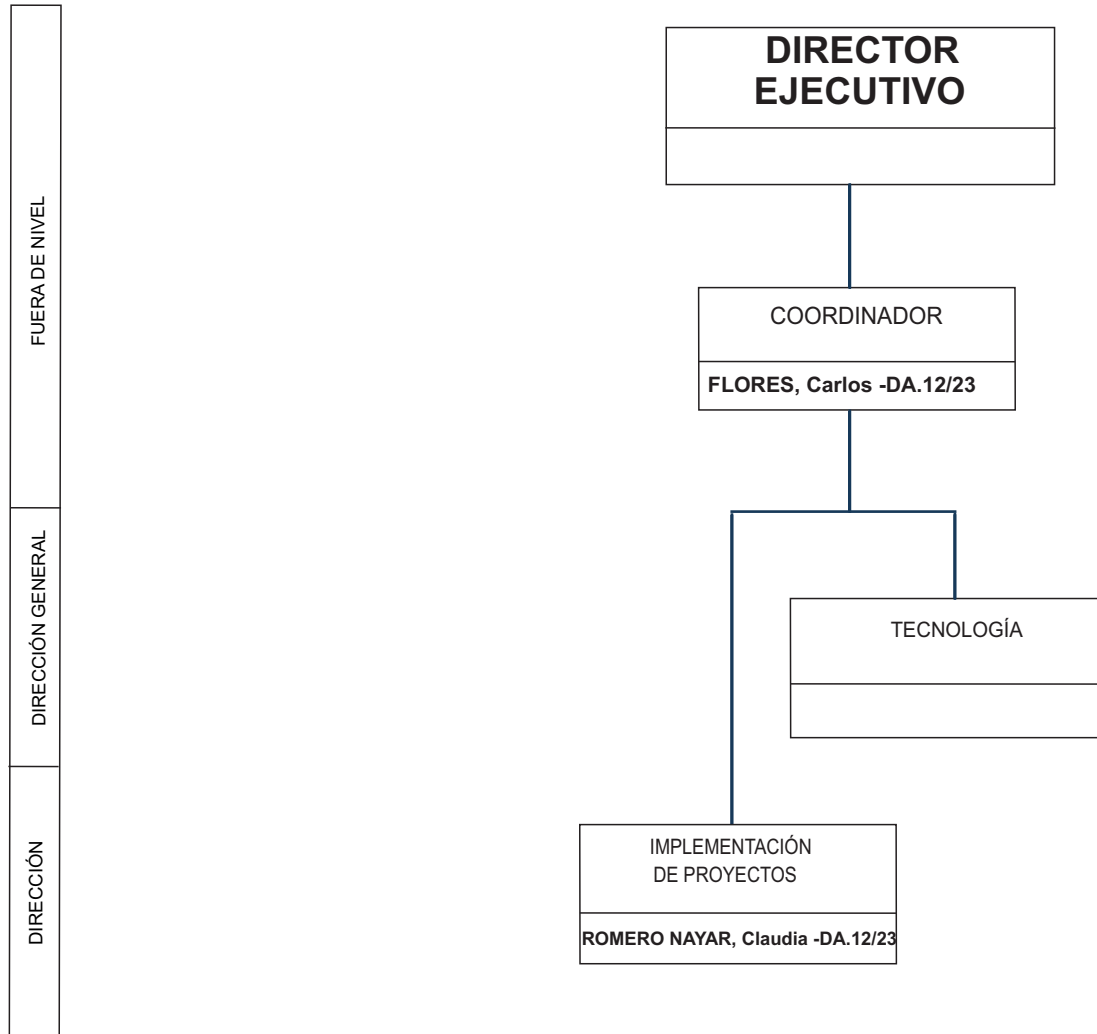 DIRECTOR
EJECUTIVO
FUERA DE NIVEL
COORDINADOR
FLORES, Carlos -DA.12/23
DIRECCIÓN GENERAL
TECNOLOGÍA
DIRECCIÓN
IMPLEMENTACIÓN
DE PROYECTOS
ROMERO NAYAR, Claudia -DA.12/23